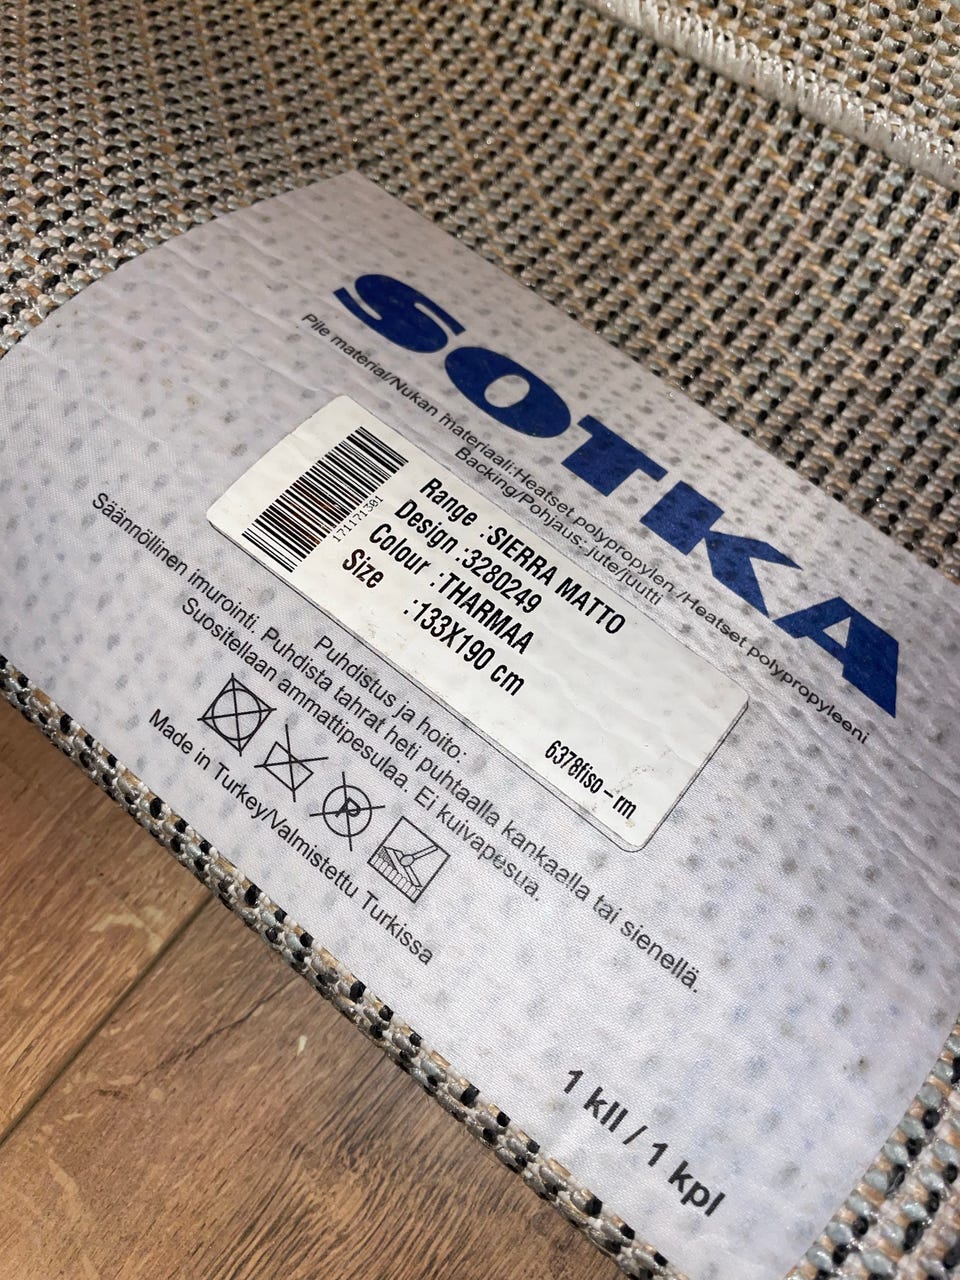 SOTKA
Pile material/Nukan materiaali:Heatset polypropylen /Heatset polypropyleeni
Backing/Pohjaus:-jute/juutti
171171301
Range :SIERRA MATTO
Design :3280249
Colour :THARMAA
Size :133X190 cm
6378fiso-rm
Puhdistus ja hoito:
Säännöllinen imurointi. Puhdista tahrat heti puhtaalla kankaalla tai sienellä.
Suositellaan ammattipesulaa. Ei kuivapesua.
P
Made in Turkey/Valmistettu Turkissa
1 kll / 1 kpl